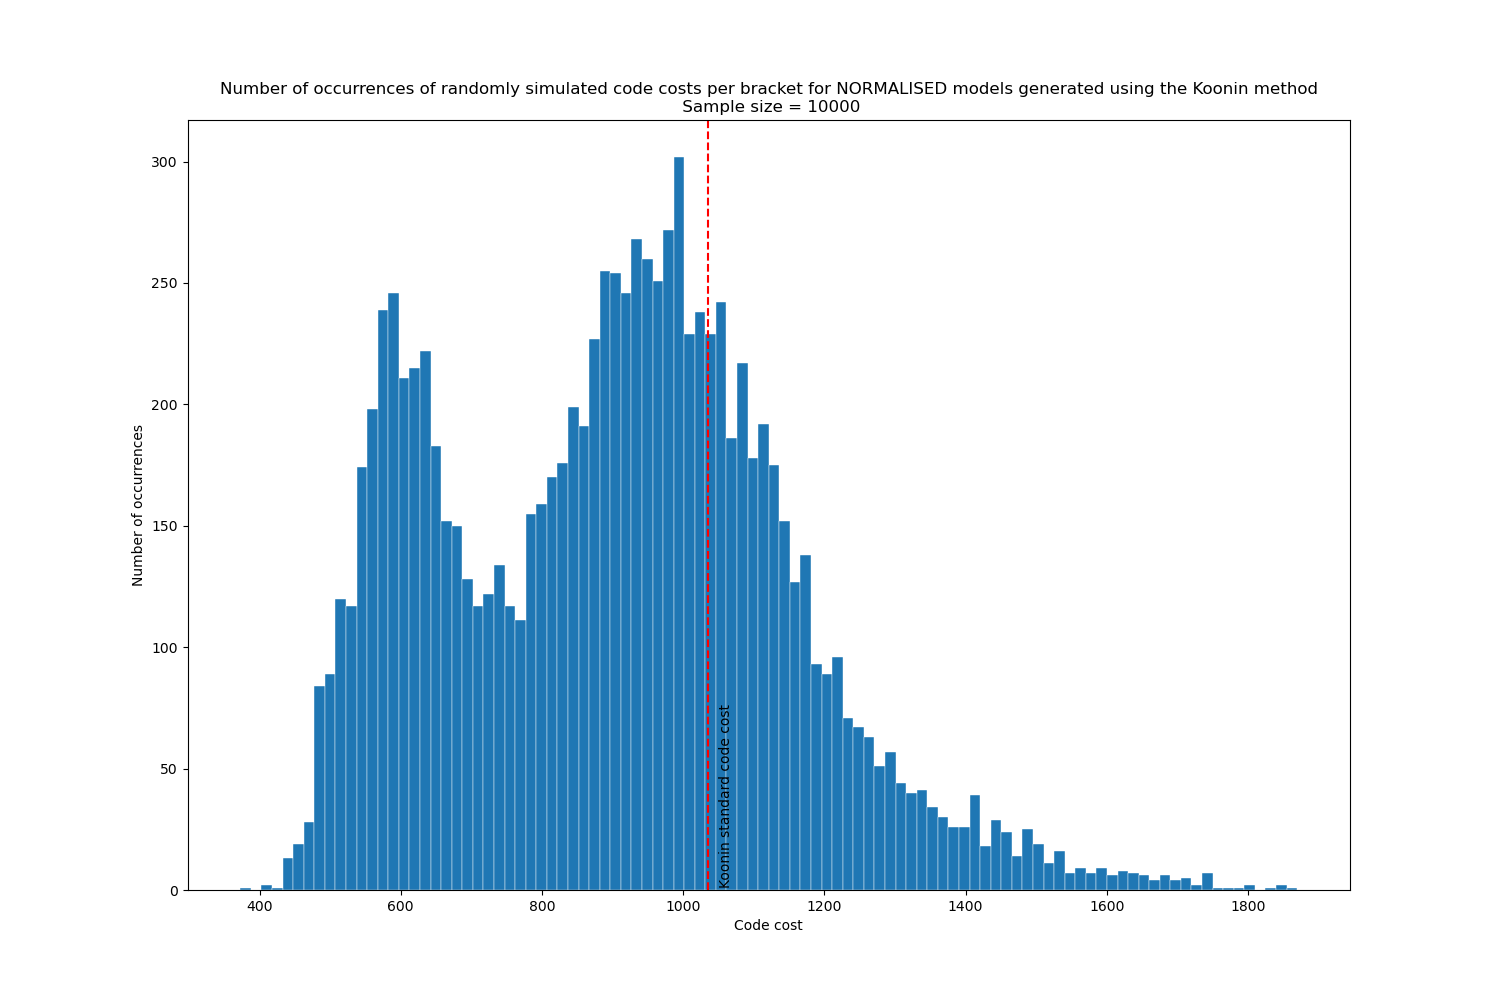 Number of occurrences of randomly simulated code costs per bracket for NORMALISED models generated using the Koonin method
Sample size = 10000
300
250
200
150
100
50
0
Number of occurrences
Koonin standard code cost
400 600 800 1000 1200 1400 1600 1800
Code cost